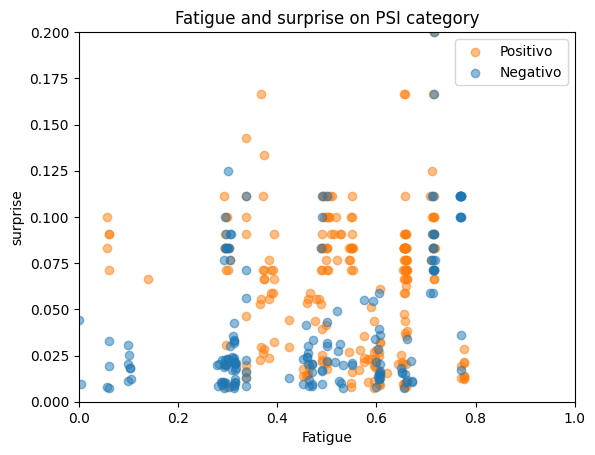 Fatigue and surprise on PSI category
Positivo
Negativo
surprise
0.200
0.175
0.150
0.125
0.100
0.075
0.050
0.025
0.000
0.0 0.2 0.4 0.6 0.8 1.0
Fatigue